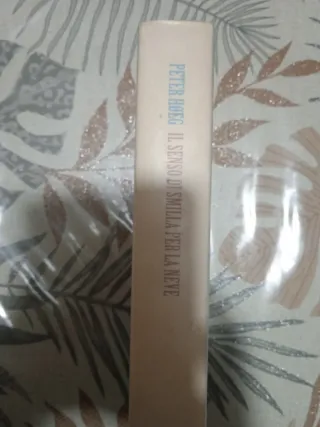 PETER HØEG IL SENSO DI SMILLA PER LA NEVE